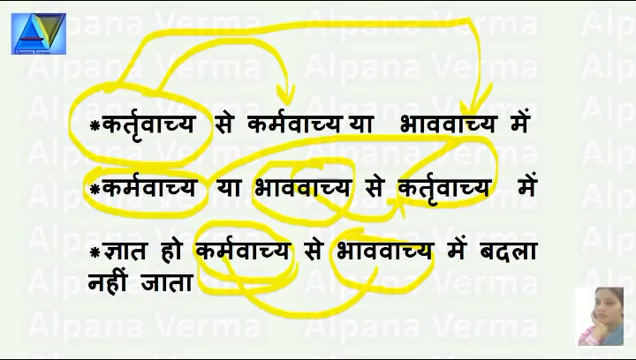 *कर्तृवाच्य से कर्मवाच्य या भाववाच्य में
*कर्मवाच्य या भाववाच्य से कर्तृवाच्य में
*ज्ञात हो कर्मवाच्य से भाववाच्य में बदला
नहीं जाता